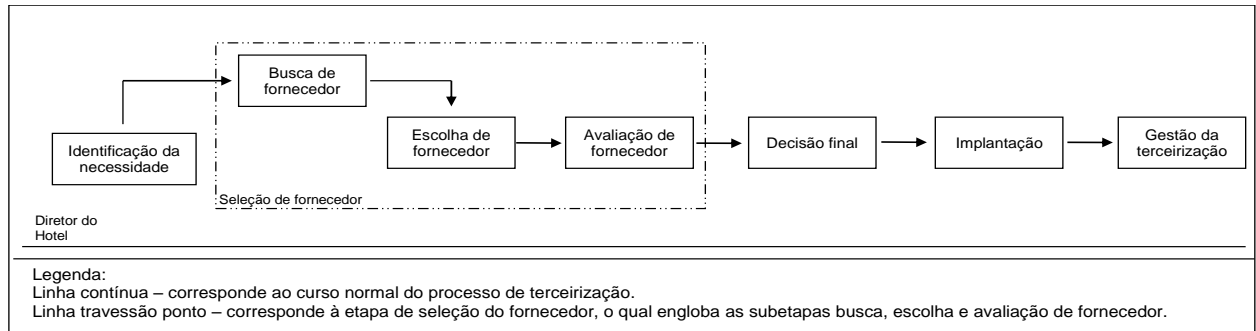 Busca de
fornecedor
Identificação da
necessidade
Escolha de
fornecedor
Avaliação de
fornecedor
Decisão final
Implantação
Gestão da
terceirização
Seleção de fornecedor
Diretor do
Hotel
Legenda:
Linha contínua – corresponde ao curso normal do processo de terceirização.
Linha travessão ponto – corresponde à etapa de seleção do fornecedor, o qual engloba as subetapas busca, escolha e avaliação de fornecedor.